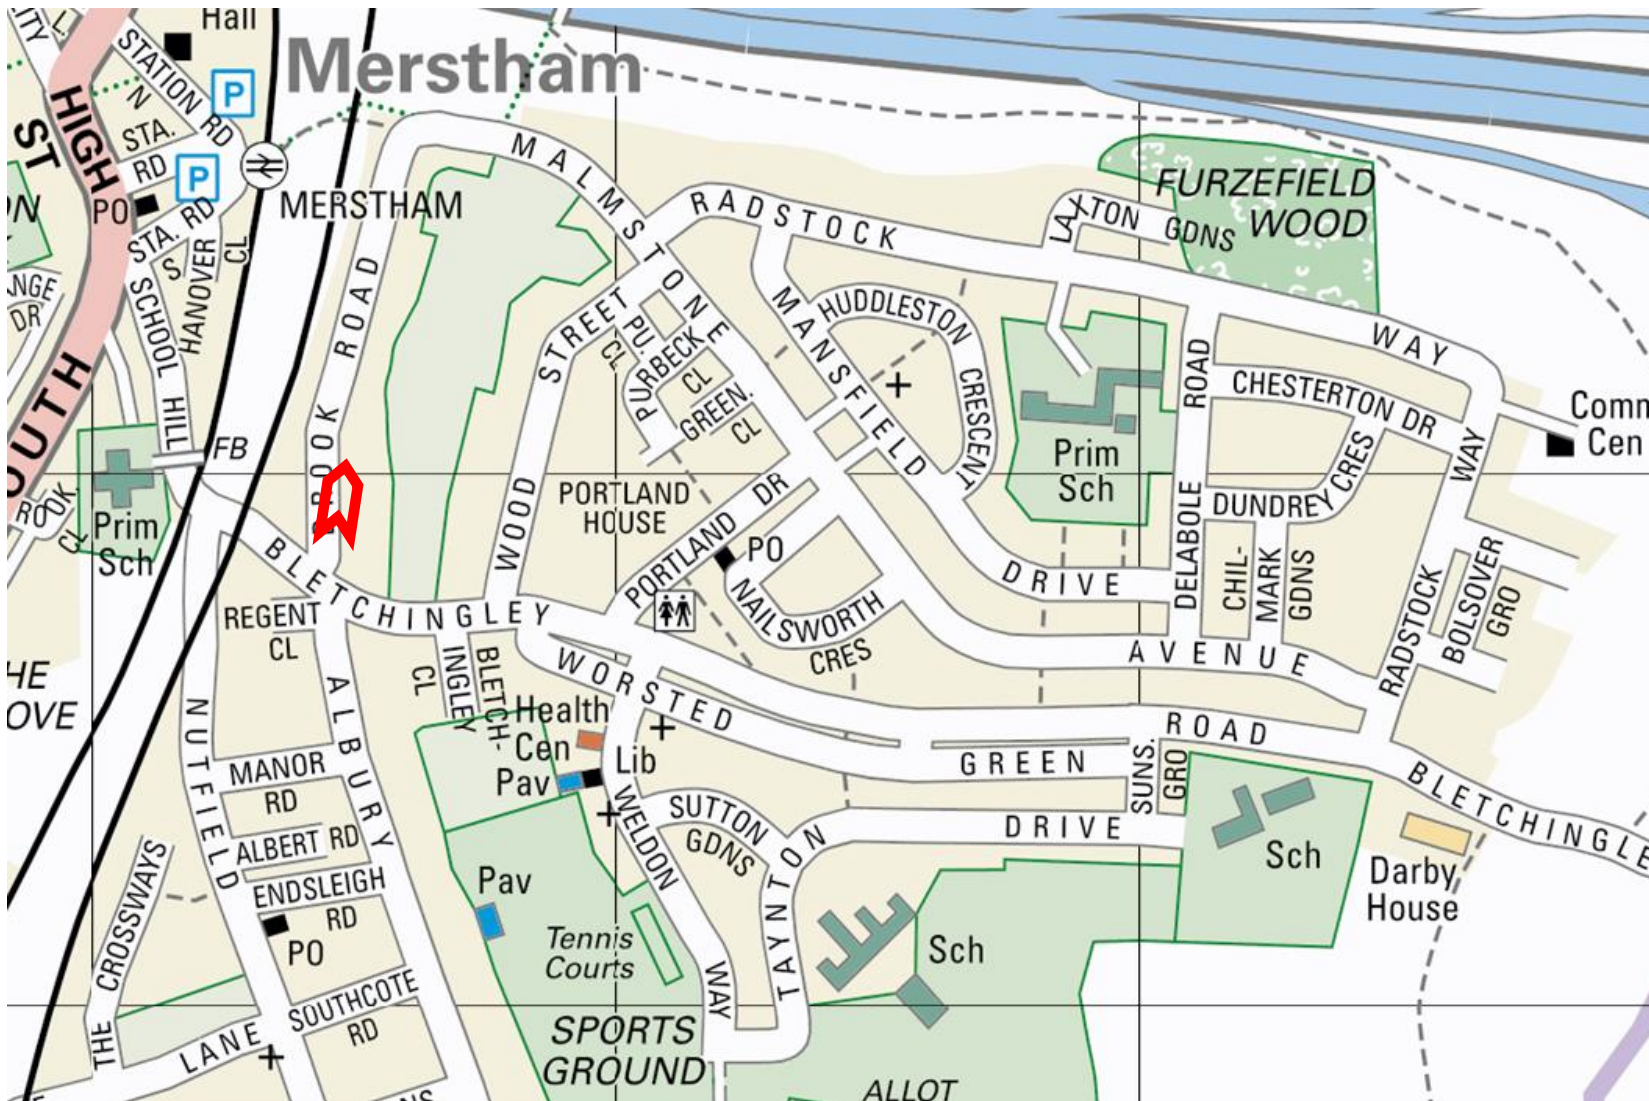 Hall
STATION RD
P
Merstham
HIGH
ST
N STA. RD
P
PO
MERSTHAM
STA. RD
S
HANOVER CL
SCHOOL HILL
SOUTH
FB
Prim
Sch
BROOK ROAD
MALMSTONE
RADSTOCK
LAXTON GDNS
FURZEFIELD
WOOD
WAY
HUDDLESTON
CRESCENT
MANSFIELD
DRIVE
WOOD STREET
PU. CL
PURBECK
CL
GREEN.
CL
PORTLAND
HOUSE
PORTLAND DR
PO
NAILSWORTH
CRES
Prim
Sch
DELABOLE ROAD
CHESTERTON DR
DUNDREY CRES
CHIL-
MARK
GDNS
Comm
Cen
RADSTOCK WAY
BOLSOVER
GRO
AVENUE
BLETCHINGLEY
ROAD
REGENT
CL
BLETCH-
INGLEY
CL
WORSTED
GREEN
SUNS.
GRO
BLETCHINGLE
Health
Cen
Pav
Lib
NUTFIELD
ALBURY
MANOR
RD
ALBERT RD
ENDSLEIGH
RD
PO
SOUTHCOTE
RD
THE CROSSWAYS
LANE
Pav
Tennis
Courts
SPORTS
GROUND
WELDON
WAY
SUTTON
GDNS
TAYNTON
DRIVE
Sch
Sch
Darby
House
ALLOT